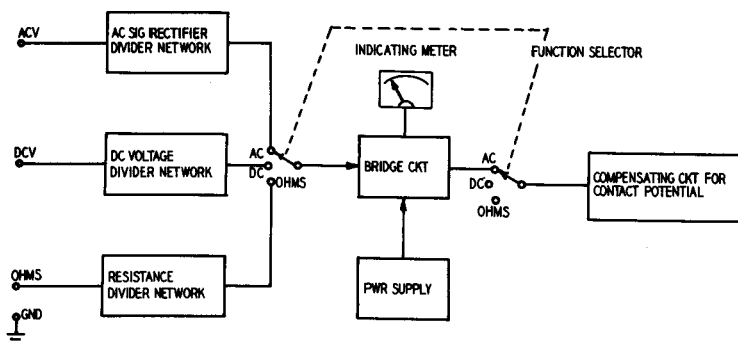 ACV
AC SIG IRECTIFIER
DIVIDER NETWORK
INDICATING METER
FUNCTION SELECTOR
DCV
DC VOLTAGE
DIVIDER NETWORK
AC
DC
OHMS
BRIDGE CKT
AC
DC
OHMS
COMPENSATING CKT FOR
CONTACT POTENTIAL
OHMS
RESISTANCE
DIVIDER NETWORK
GND
PWR SUPPLY